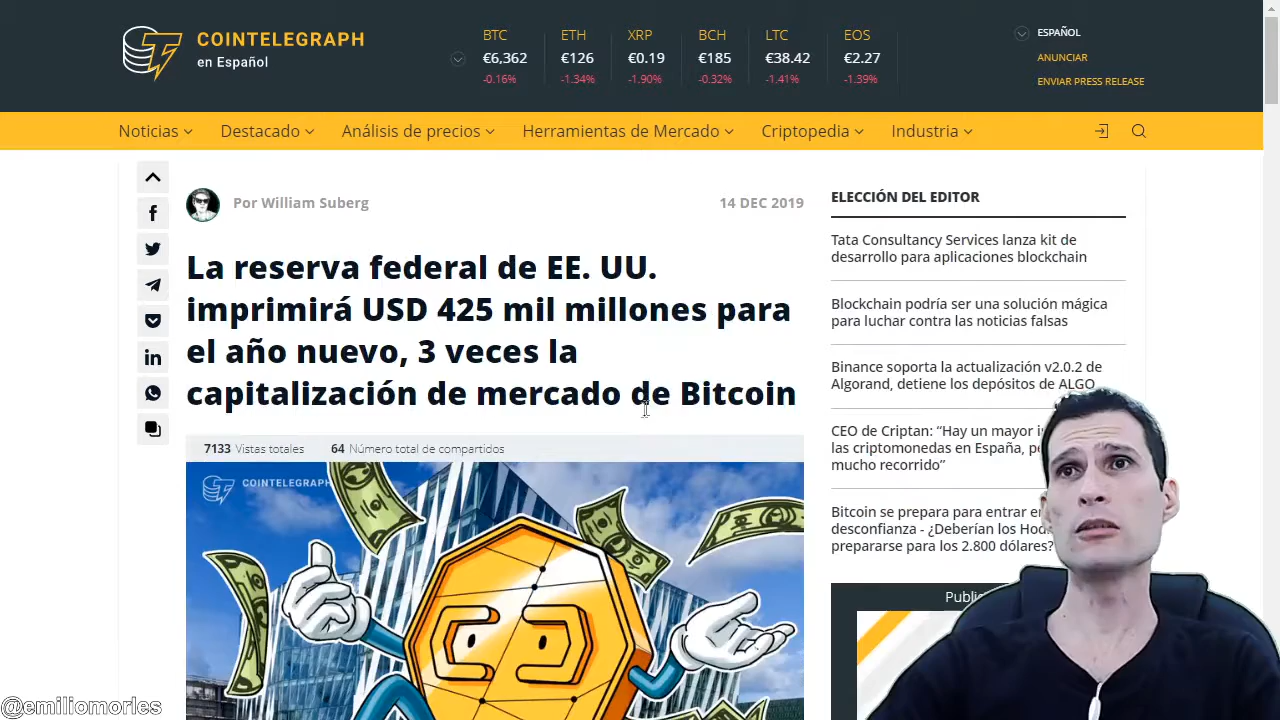 COINTELEGRAPH
en Español
BTC
€6,362
-0.16%
ETH
€126
-1.34%
XRP
€0.19
-1.90%
BCH
€185
-0.32%
LTC
€38.42
-1.41%
EOS
€2.27
-1.39%
ESPAÑOL
ANUNCIAR
ENVIAR PRESS RELEASE
Noticias
Destacado
Análisis de precios
Herramientas de Mercado
Criptopedia
Industria
Por William Suberg
14 DEC 2019
La reserva federal de EE. UU.
imprimirá USD 425 mil millones para
el año nuevo, 3 veces la
capitalización de mercado de Bitcoin
7133 Vistas totales
64 Número total de compartidos
COINTELEGRAPH
ELECCIÓN DEL EDITOR
Tata Consultancy Services lanza kit de
desarrollo para aplicaciones blockchain
Blockchain podría ser una solución mágica
para luchar contra las noticias falsas
Binance soporta la actualización v2.0.2 de
Algorand, detiene los depósitos de ALGO
CEO de Criptan: “Hay un mayor
las criptomonedas en España,
mucho recorrido”
Bitcoin se prepara para entrar
desconfianza - ¿Deberían los
prepararse para los 2.800 dólares?
@emiliomorles